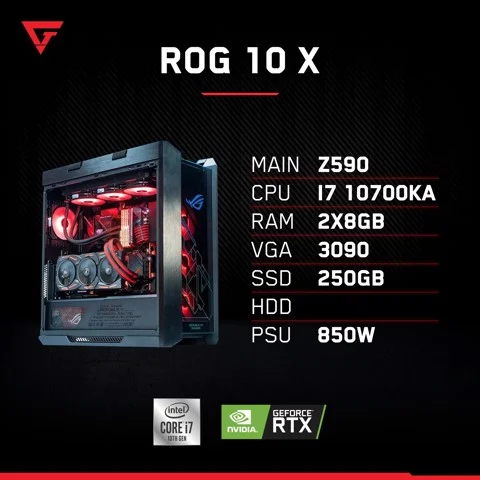 ROG 10 X
MAIN Z590
CPU I7 10700KA
RAM 2X8GB
VGA 3090
SSD 250GB
HDD
PSU 850W
intel
CORE i7
10TH GEN
NVIDIA.
GEFORCE
RTX